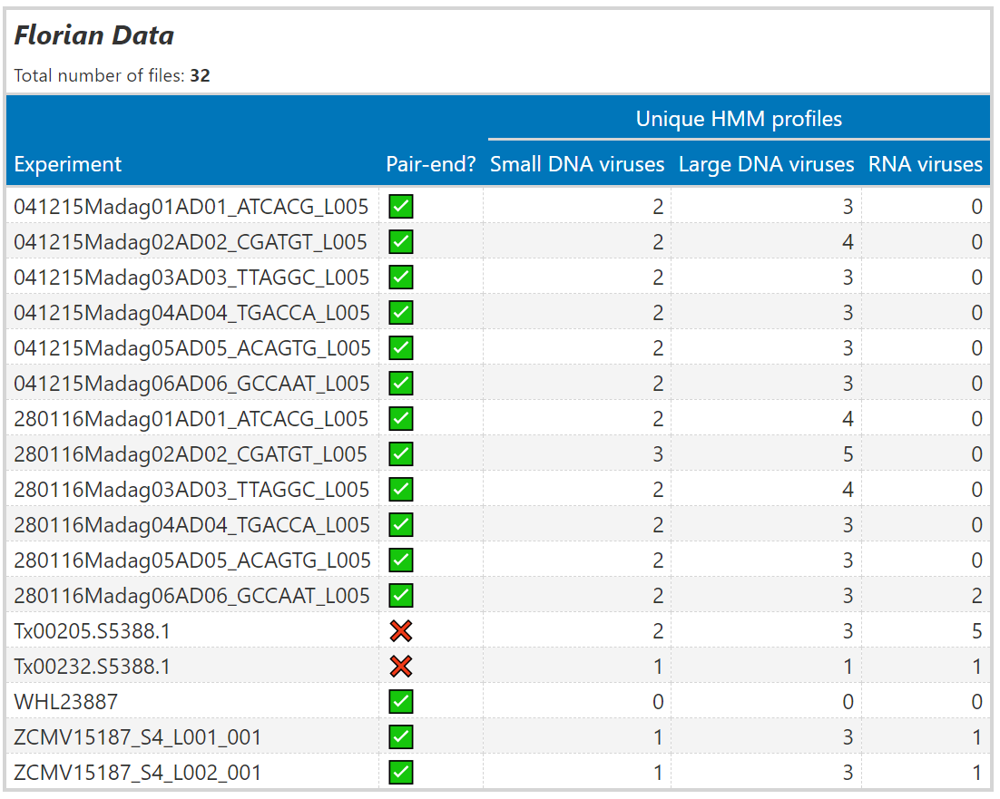 Florian Data
Total number of files: 32
Unique HMM profiles
Experiment Pair-end? Small DNA viruses Large DNA viruses RNA viruses
041215Madag01AD01_ATCACG_L005 ✅ 2 3 0
041215Madag02AD02_CGATGT_L005 ✅ 2 4 0
041215Madag03AD03_TTAGGC_L005 ✅ 2 3 0
041215Madag04AD04_TGACCA_L005 ✅ 2 3 0
041215Madag05AD05_ACAGTG_L005 ✅ 2 3 0
041215Madag06AD06_GCCAAT_L005 ✅ 2 3 0
280116Madag01AD01_ATCACG_L005 ✅ 2 4 0
280116Madag02AD02_CGATGT_L005 ✅ 3 5 0
280116Madag03AD03_TTAGGC_L005 ✅ 2 4 0
280116Madag04AD04_TGACCA_L005 ✅ 2 3 0
280116Madag05AD05_ACAGTG_L005 ✅ 2 3 0
280116Madag06AD06_GCCAAT_L005 ✅ 2 3 2
Tx00205.S5388.1 ❌ 2 3 5
Tx00232.S5388.1 ❌ 1 1 1
WHL23887 ✅ 0 0 0
ZCMV15187_S4_L001_001 ✅ 1 3 1
ZCMV15187_S4_L002_001 ✅ 1 3 1